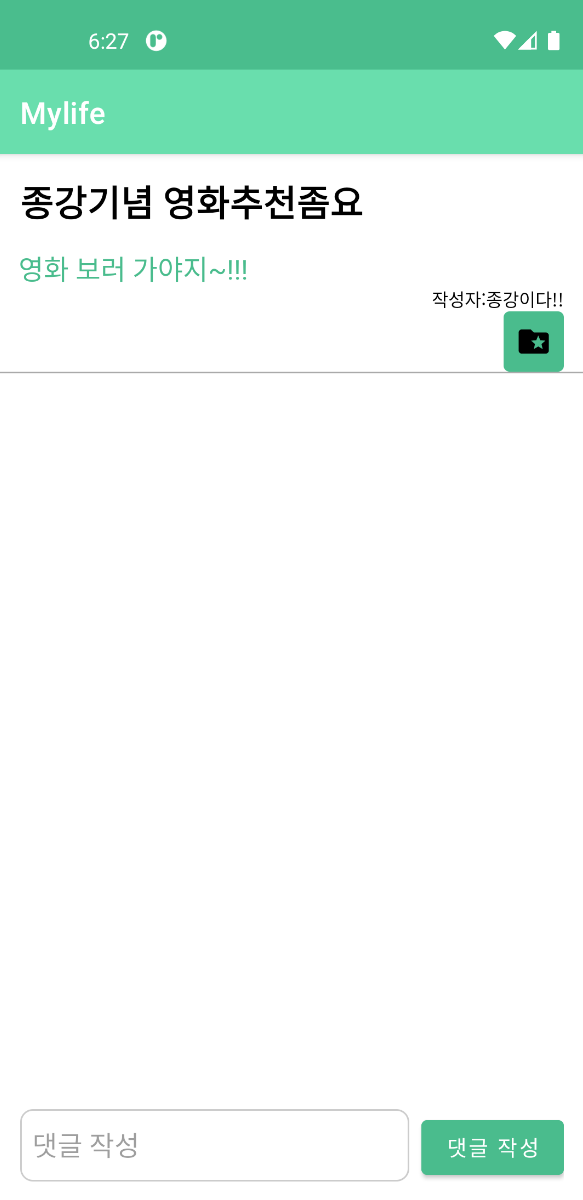 6:27
Mylife
종강기념 영화추천좀요
영화 보러 가야지~!!!
작성자:종강이다!!
댓글 작성
댓글 작성